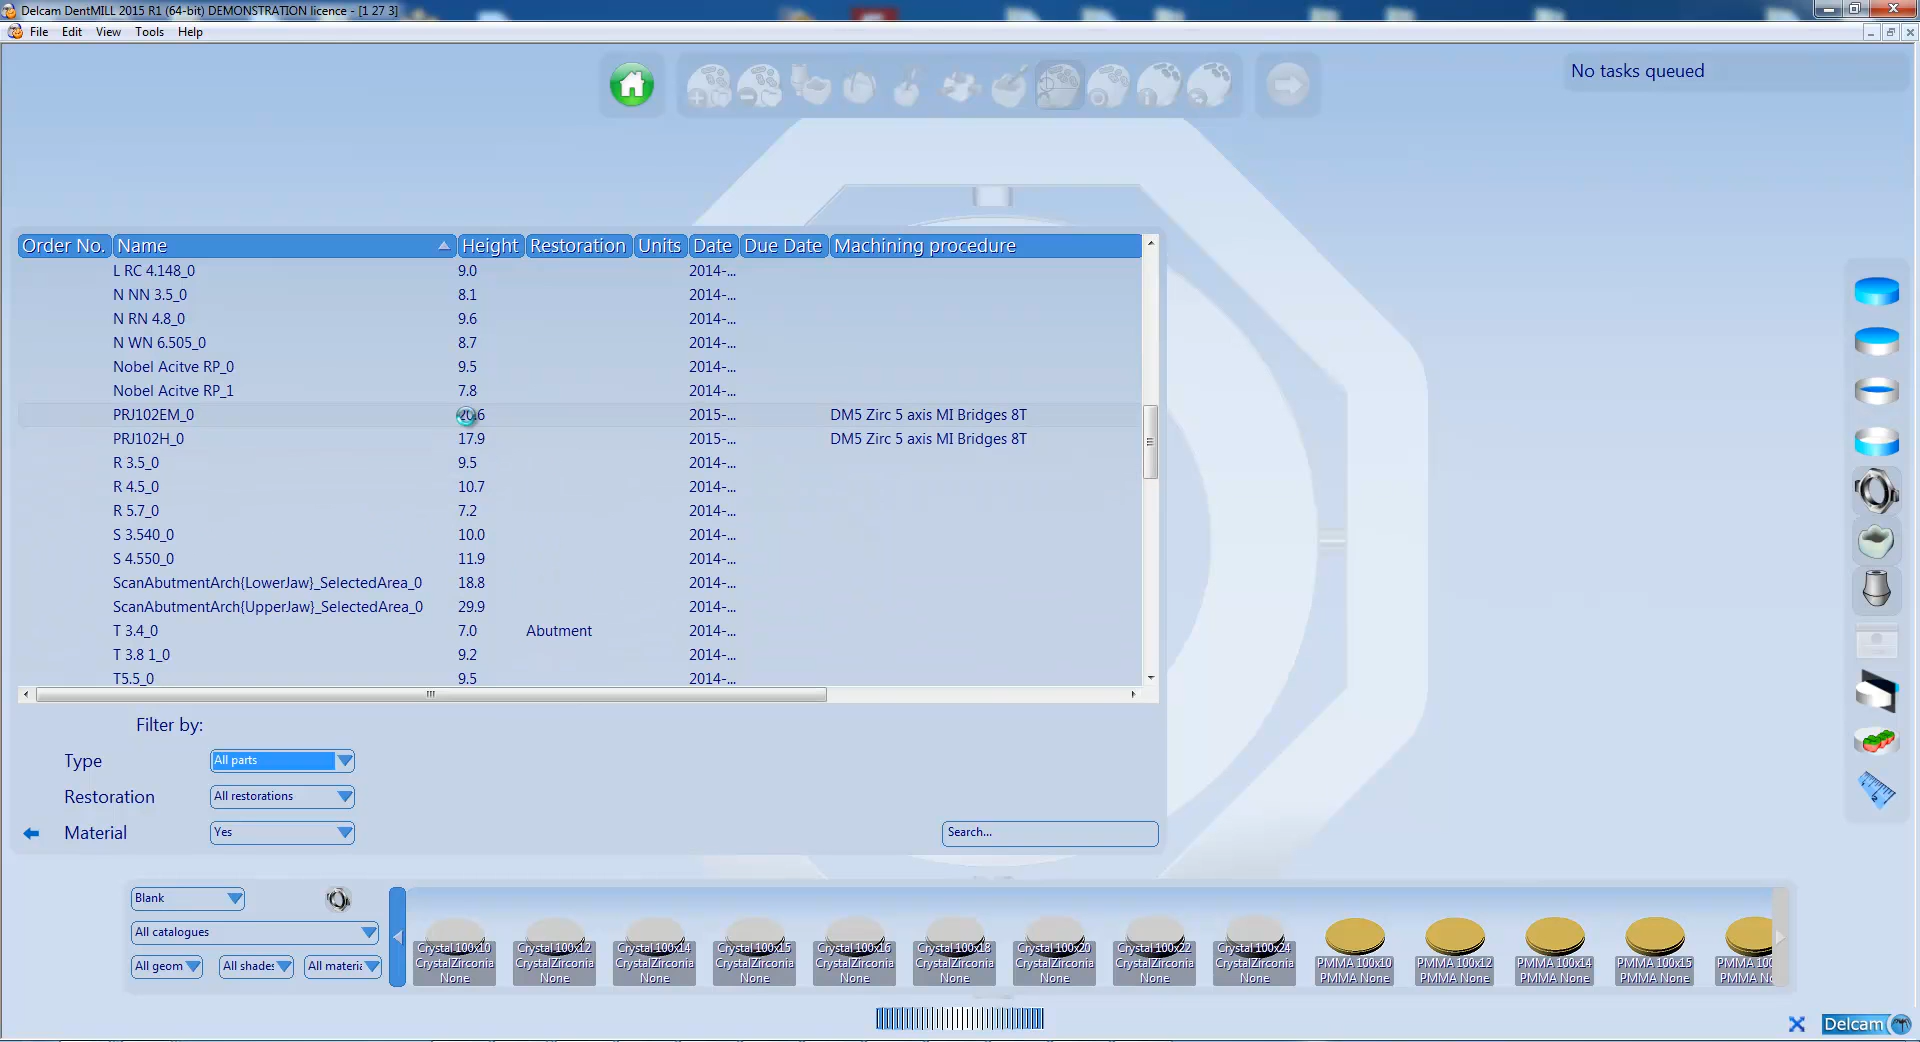 Delcam DentMILL 2015 R1 (64-bit) DEMONSTRATION licence - [1 27 3]
File Edit View Tools Help
No tasks queued
Order No. Name Height Restoration Units Date Due Date Machining procedure
L RC 4.148_0 9.0 2014-...
N NN 3.5_0 8.1 2014-...
N RN 4.8_0 9.6 2014-...
N WN 6.505_0 8.7 2014-...
Nobel Acitve RP_0 9.5 2014-...
Nobel Acitve RP_1 7.8 2014-...
PRJ102EM_0 2015-... DM5 Zirc 5 axis MI Bridges 8T
PRJ102H_0 17.9 2015-... DM5 Zirc 5 axis MI Bridges 8T
R 3.5_0 9.5 2014-...
R 4.5_0 10.7 2014-...
R 5.7_0 7.2 2014-...
S 3.540_0 10.0 2014-...
S 4.550_0 11.9 2014-...
ScanAbutmentArch{LowerJaw}_SelectedArea_0 18.8 2014-...
ScanAbutmentArch{UpperJaw}_SelectedArea_0 29.9 2014-...
T 3.4_0 7.0 Abutment 2014-...
T 3.8 1_0 9.2 2014-...
T5.5_0 9.5 2014-...
Filter by:
Type All parts
Restoration All restorations
Material Yes Search...
Blank
All catalogues
All geom All shades All materia
Crystal 100x10 Crystal 100x12 Crystal 100x14 Crystal 100x15 Crystal 100x16 Crystal 100x18 Crystal 100x20 Crystal 100x22 Crystal 100x24
CrystalZirconia CrystalZirconia CrystalZirconia CrystalZirconia CrystalZirconia CrystalZirconia CrystalZirconia CrystalZirconia CrystalZirconia PMMA 100x10 PMMA 100x12 PMMA 100x14 PMMA 100x15 PMMA 100
None None None None None None None None None PMMA None PMMA None PMMA None PMMA None PMMA No
Delcam